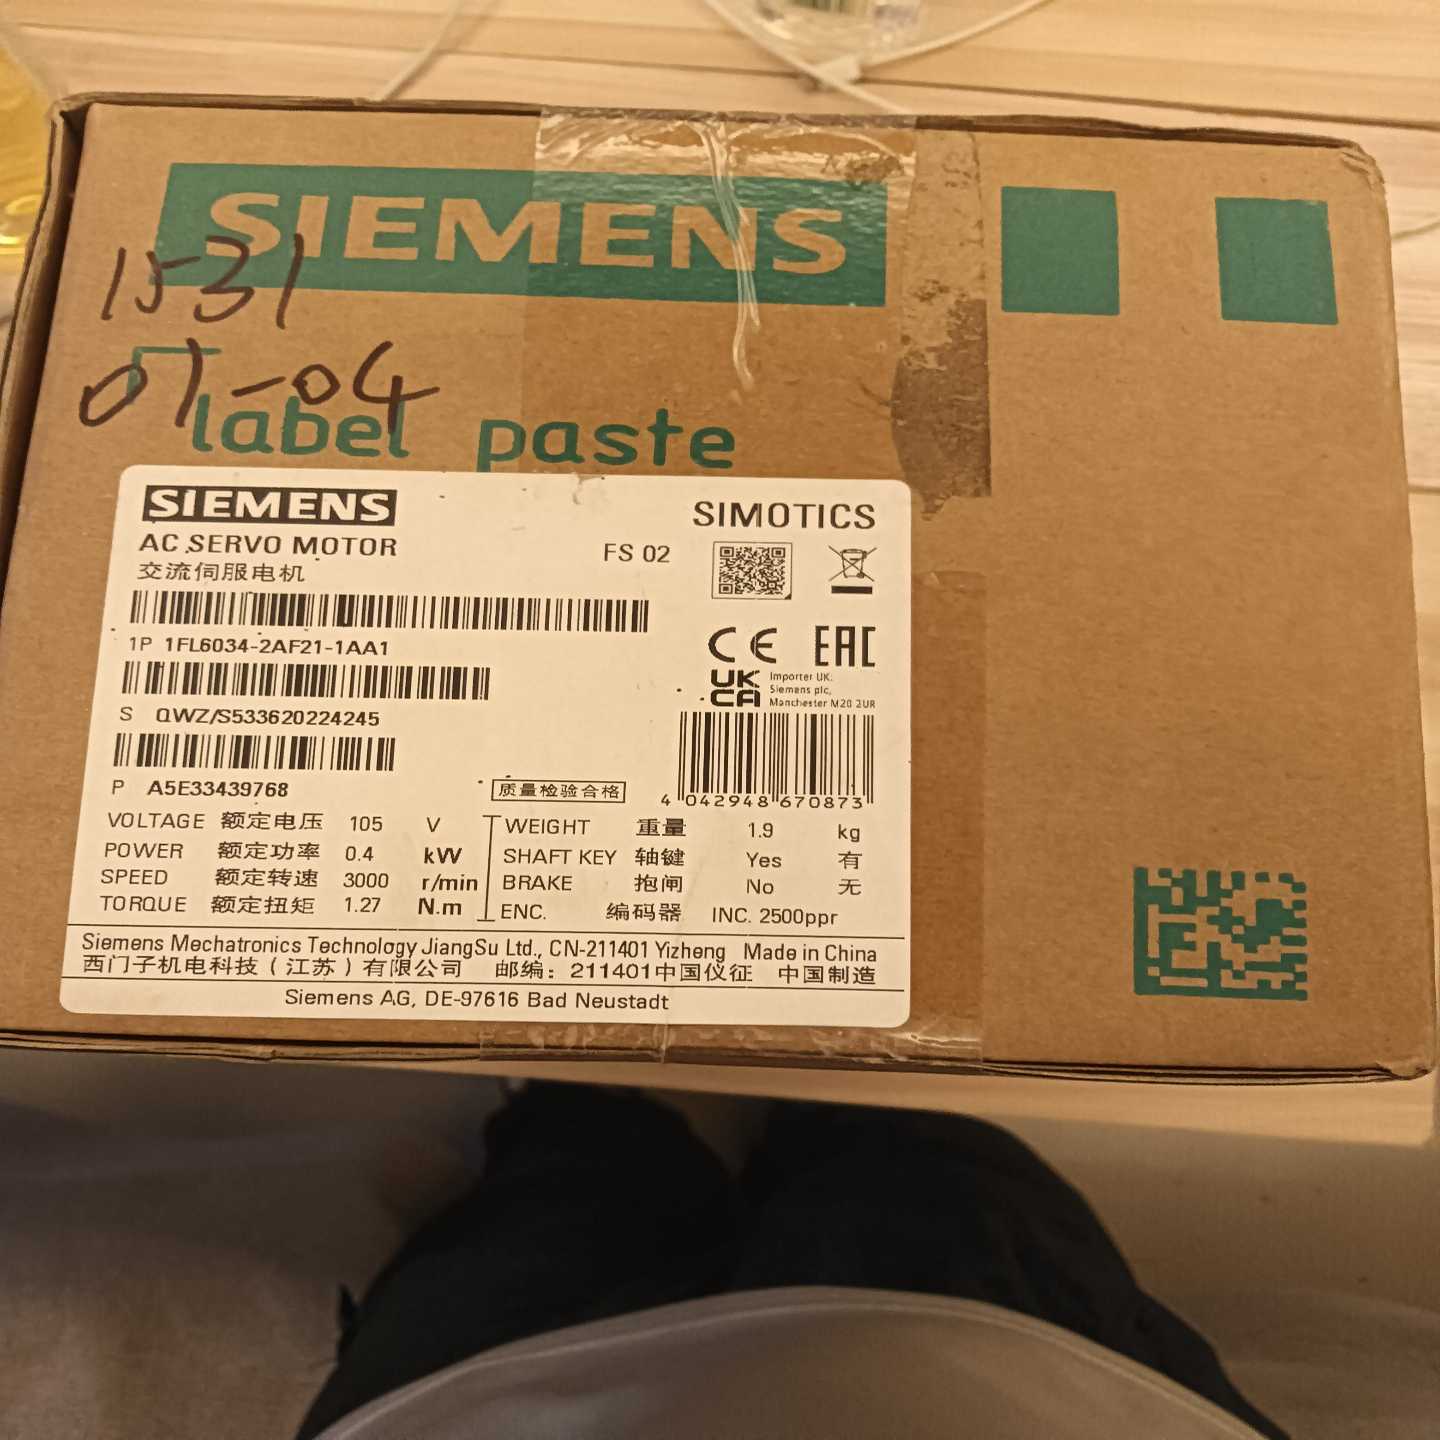 SIEMENS
1531
07-04
label paste
SIEMENS
SIMOTICS
AC SERVO MOTOR
FS 02
交流伺服电机
1P 1FL6034-2AF21-1AA1
CE EAC
UK
CA
Importer UK:
Siemens plc,
Manchester M20 2UR
S QWZ/S533620224245
P A5E33439768
质量检验合格
4 042948 670873
VOLTAGE 额定电压 105 V
POWER 额定功率 0.4 kW
SPEED 额定转速 3000 r/min
TORQUE 额定扭矩 1.27 N.m
WEIGHT 重量 1.9 kg
SHAFT KEY 轴键 Yes 有
BRAKE 抱闸 No 无
ENC. 编码器 INC. 2500ppr
Siemens Mechatronics Technology JiangSu Ltd., CN-211401 Yizheng Made in China
西门子机电科技（江苏）有限公司 邮编：211401中国仪征 中国制造
Siemens AG, DE-97616 Bad Neustadt